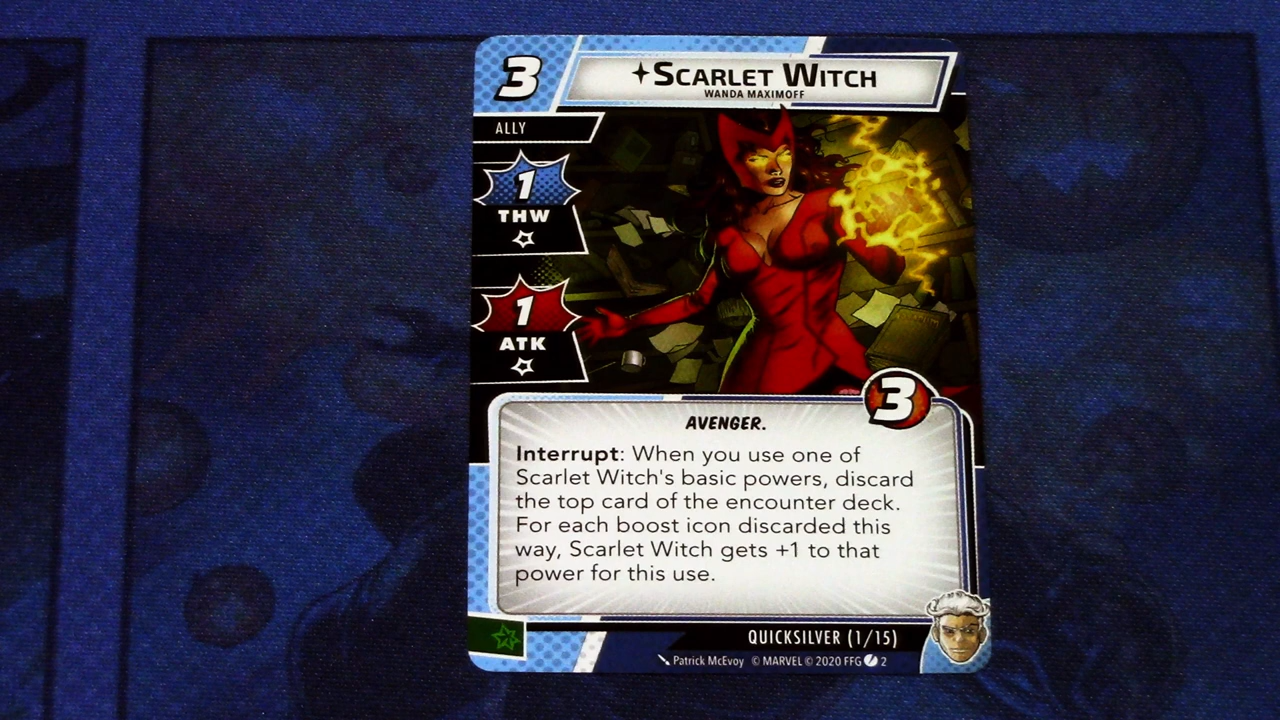 3
SCARLET WITCH
WANDA MAXIMOFF
ALLY
1
THW
1
ATK
3
AVENGER.
Interrupt: When you use one of
Scarlet Witch's basic powers, discard
the top card of the encounter deck.
For each boost icon discarded this
way, Scarlet Witch gets +1 to that
power for this use.
QUICKSILVER (1/15)
Patrick McEvoy © MARVEL © 2020 FFG 2